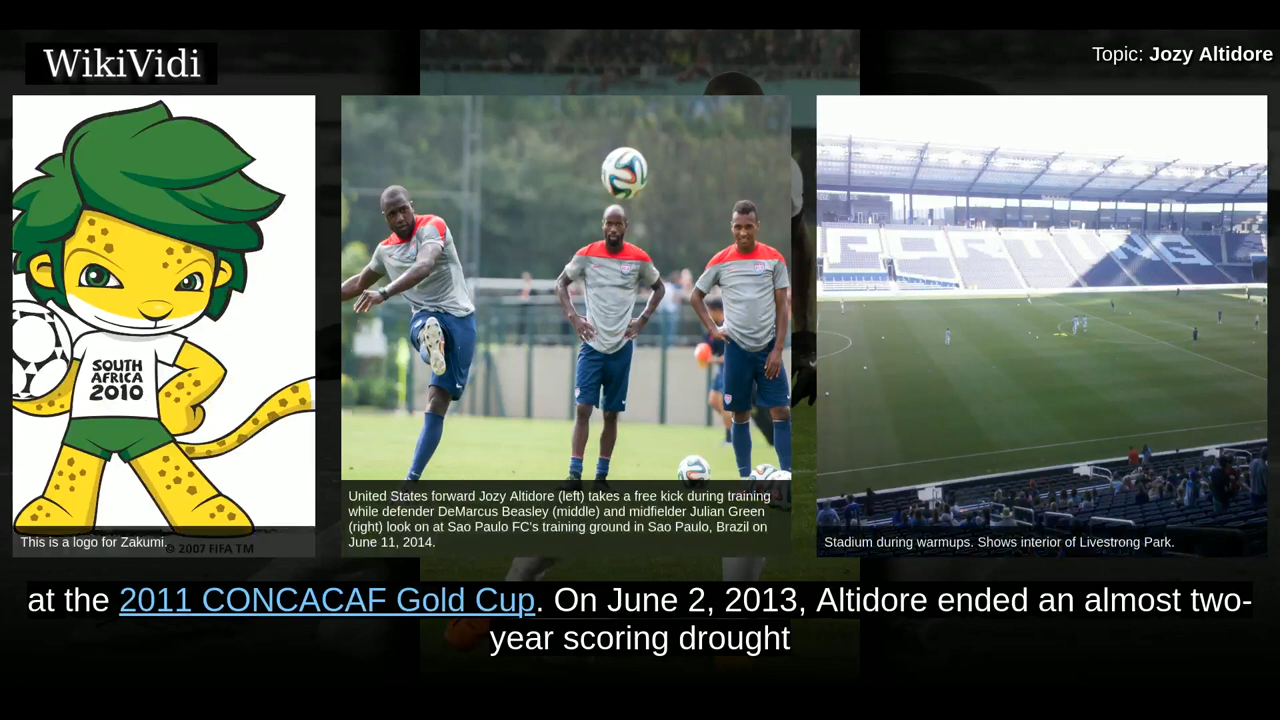 WikiVidi
Topic: Jozy Altidore
SOUTH
AFRICA
2010
© 2007 FIFA TM
This is a logo for Zakumi.
United States forward Jozy Altidore (left) takes a free kick during training
while defender DeMarcus Beasley (middle) and midfielder Julian Green
(right) look on at Sao Paulo FC's training ground in Sao Paulo, Brazil on
June 11, 2014.
PORTING
Stadium during warmups. Shows interior of Livestrong Park.
at the 2011 CONCACAF Gold Cup. On June 2, 2013, Altidore ended an almost two-
year scoring drought